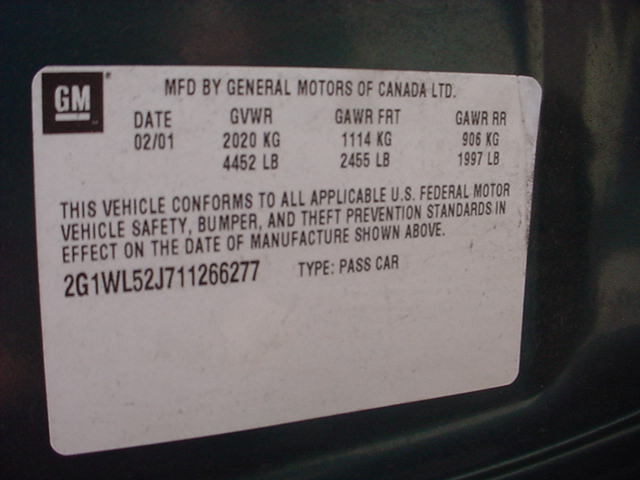 GM
MFD BY GENERAL MOTORS OF CANADA LTD.
DATE GVWR GAWR FRT GAWR RR
02/01 2020 KG 1114 KG 906 KG
4452 LB 2455 LB 1997 LB
THIS VEHICLE CONFORMS TO ALL APPLICABLE U.S. FEDERAL MOTOR
VEHICLE SAFETY, BUMPER, AND THEFT PREVENTION STANDARDS IN
EFFECT ON THE DATE OF MANUFACTURE SHOWN ABOVE.
2G1WL52J711266277 TYPE: PASS CAR